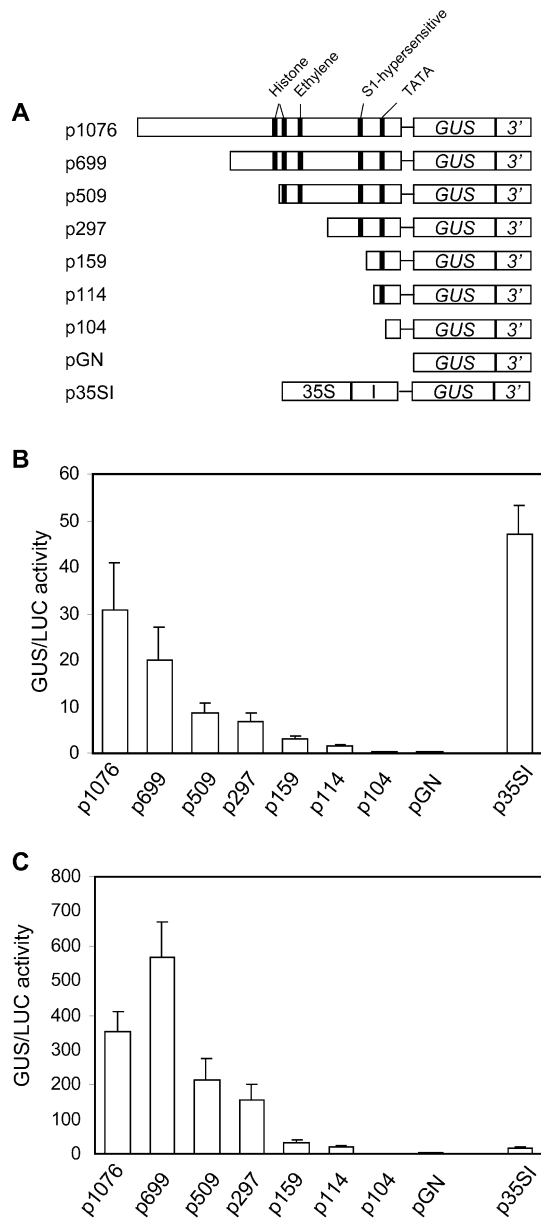 Histone
Ethylene
S1-hypersensitive
TATA
A
p1076 GUS 3’
p699 GUS 3’
p509 GUS 3’
p297 GUS 3’
p159 GUS 3’
p114 GUS 3’
p104 GUS 3’
pGN GUS 3’
p35SI 35S I GUS 3’
B
GUS/LUC activity
60
50
40
30
20
10
0
p1076 p699 p509 p297 p159 p114 p104 pGN p35SI
C
GUS/LUC activity
800
700
600
500
400
300
200
100
0
p1076 p699 p509 p297 p159 p114 p104 pGN p35SI